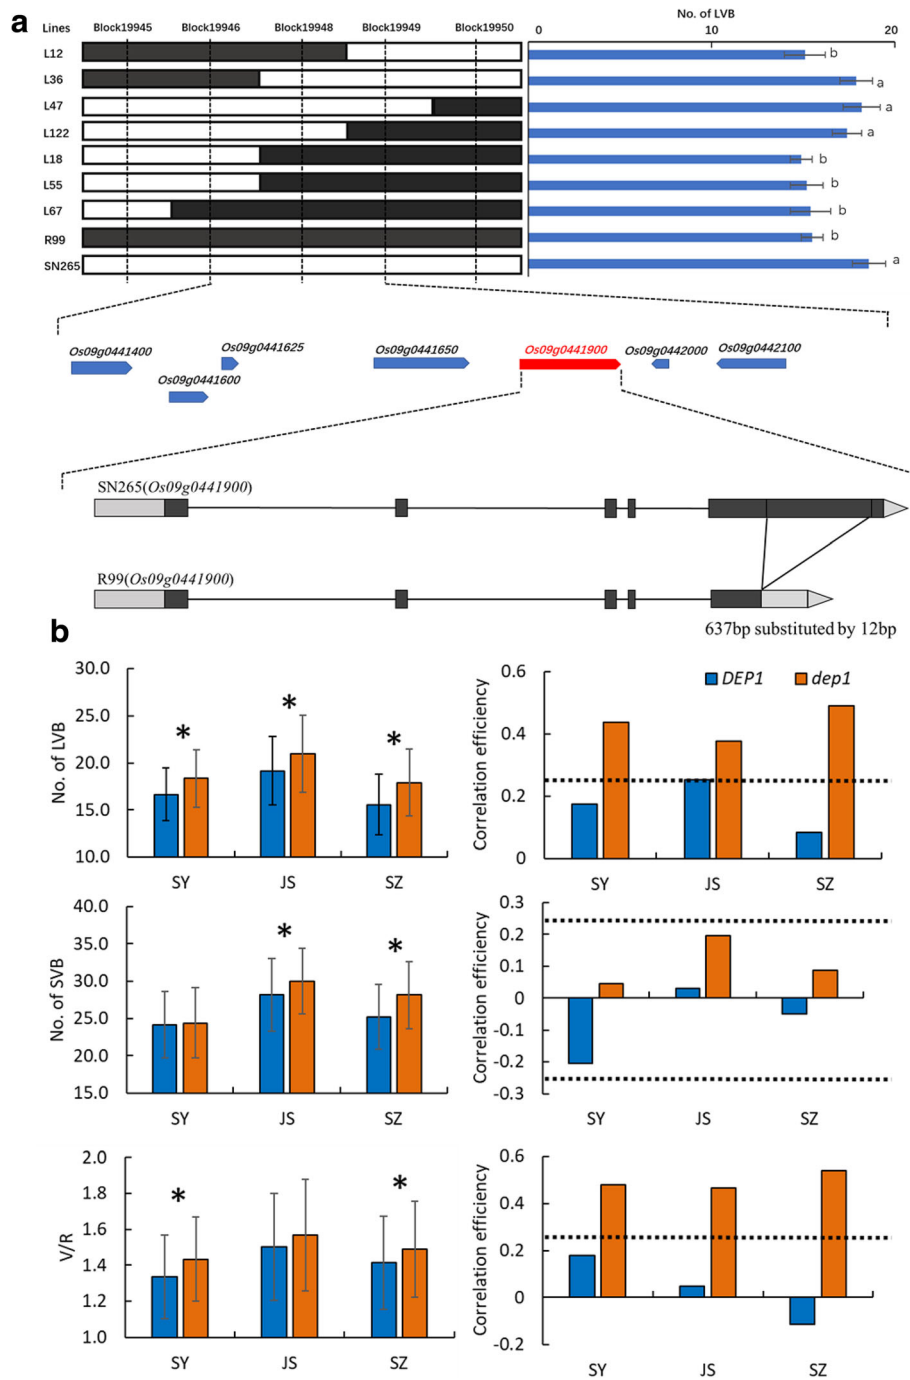 a
No. of LVB
Lines Block19945 Block19946 Block19948 Block19949 Block19950 0 10 20
L12 b
L36 a
L47 a
L122 a
L18 b
L55 b
L67 b
R99 b
SN265 a
Os09g0441400 Os09g0441625 Os09g0441650 Os09g0441900 Os09g0442000 Os09g0442100
Os09g0441600
SN265(Os09g0441900)
R99(Os09g0441900)
637bp substituted by 12bp
b
No. of LVB
30.0
25.0
20.0
15.0
10.0
* * *
SY JS SZ
Correlation efficiency
0.6
0.4
0.2
0
DEP1 dep1
SY JS SZ
No. of SVB
40.0
35.0
30.0
25.0
20.0
15.0
* *
SY JS SZ
Correlation efficiency
0.3
0.2
0.1
0
-0.1
-0.2
-0.3
SY JS SZ
V/R
2.0
1.8
1.6
1.4
1.2
1.0
* *
SY JS SZ
Correlation efficiency
0.6
0.4
0.2
0
-0.2
SY JS SZ